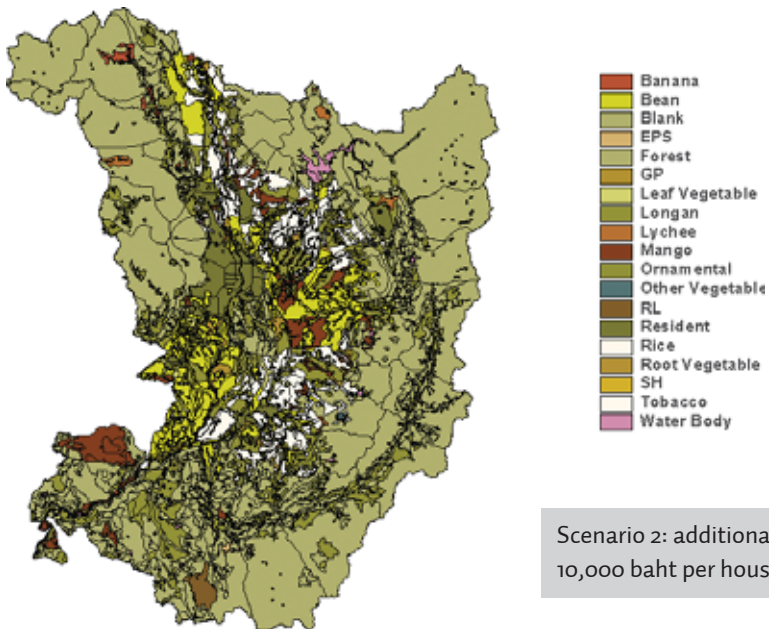 Banana
Bean
Blank
EPS
Forest
GP
Leaf Vegetable
Longan
Lychee
Mango
Ornamental
Other Vegetable
RL
Resident
Rice
Root Vegetable
SH
Tobacco
Water Body
Scenario 2: additiona
10,000 baht per hous